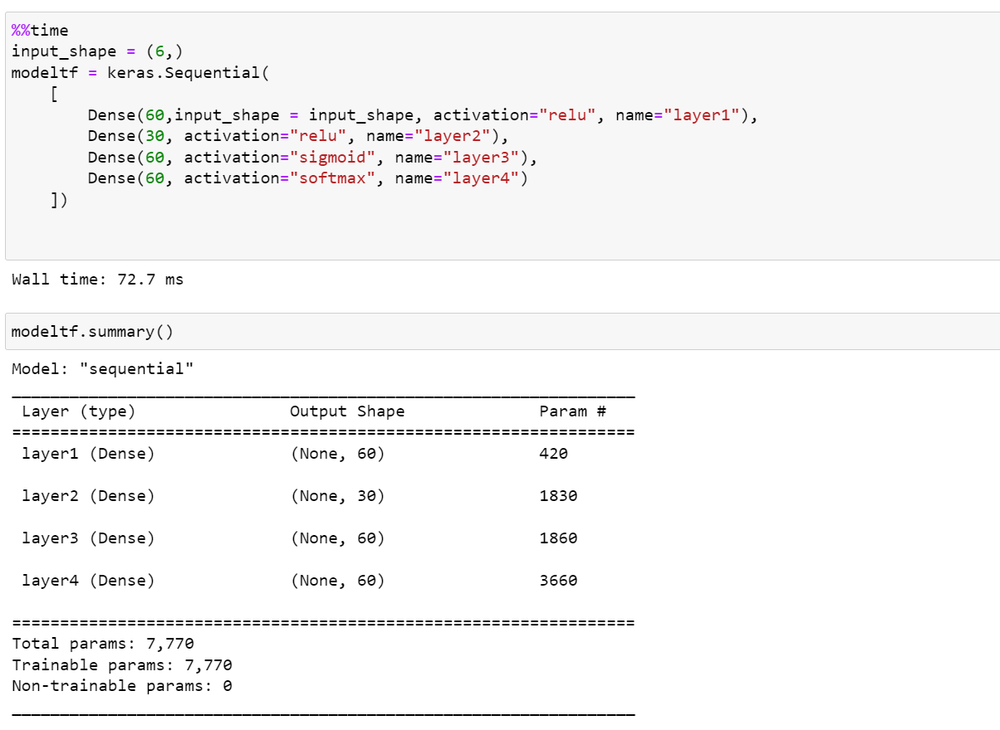 %%time
input_shape = (6,)
modeltf = keras.Sequential(
    [
        Dense(60,input_shape = input_shape, activation="relu", name="layer1"),
        Dense(30, activation="relu", name="layer2"),
        Dense(60, activation="sigmoid", name="layer3"),
        Dense(60, activation="softmax", name="layer4")
    ])
Wall time: 72.7 ms
modeltf.summary()
Model: "sequential"
_________________________________________________________________
 Layer (type)                Output Shape              Param #
=================================================================
 layer1 (Dense)              (None, 60)                420
 layer2 (Dense)              (None, 30)                1830
 layer3 (Dense)              (None, 60)                1860
 layer4 (Dense)              (None, 60)                3660
=================================================================
Total params: 7,770
Trainable params: 7,770
Non-trainable params: 0
_________________________________________________________________